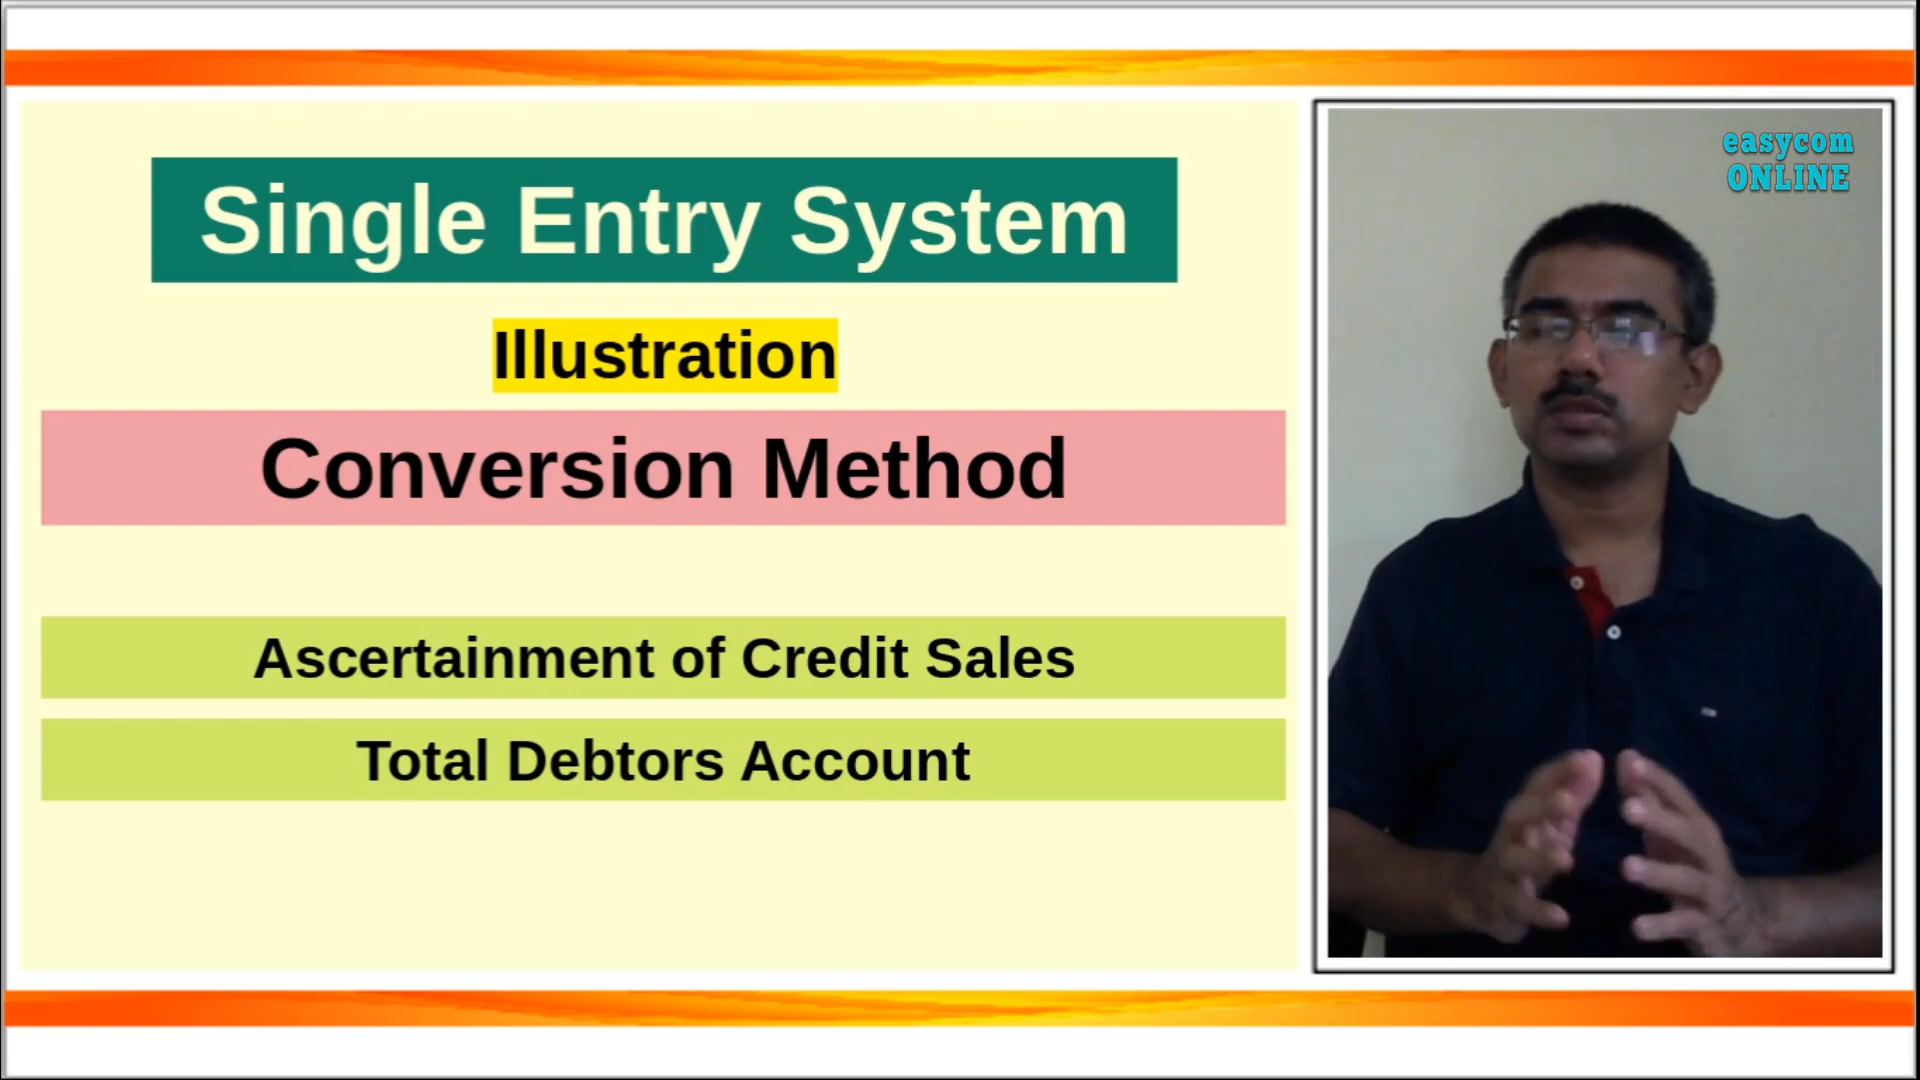 Single Entry System
Illustration
Conversion Method
Ascertainment of Credit Sales
Total Debtors Account
easycom
ONLINE